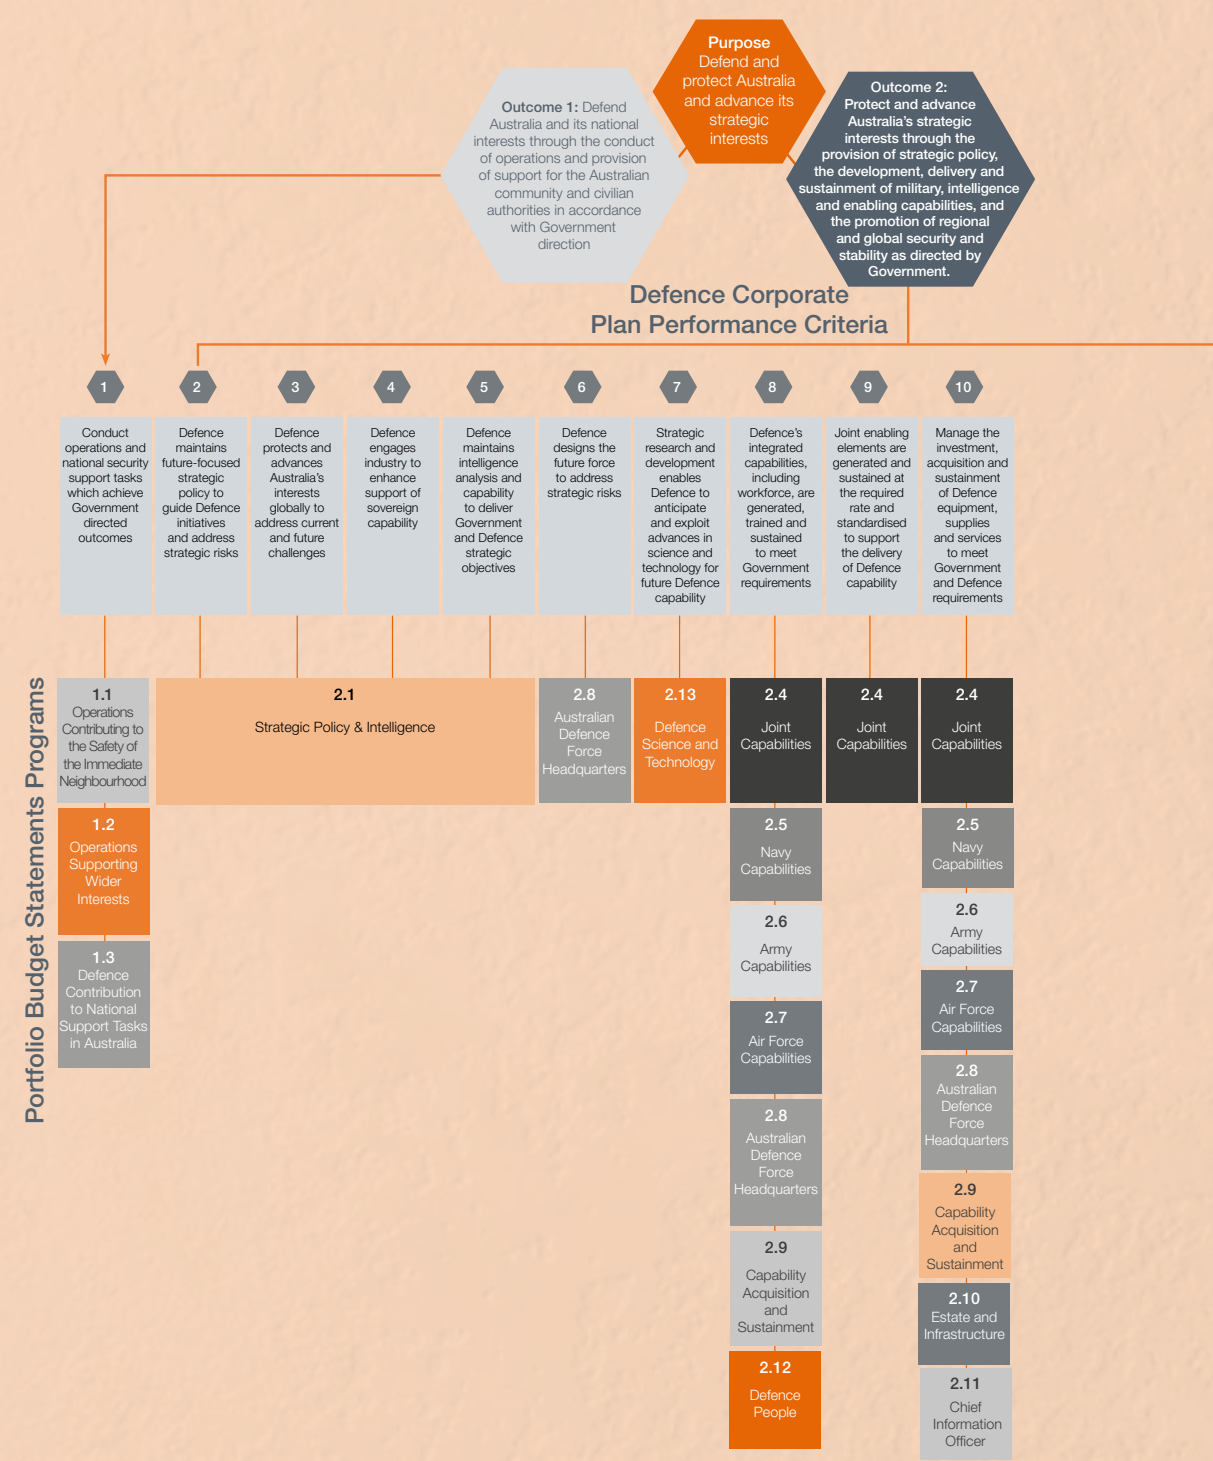 Purpose
Defend and
protect Australia
and advance its
strategic
interests
Outcome 1: Defend
Australia and its national
interests through the conduct
of operations and provision
of support for the Australian
community and civilian
authorities in accordance
with Government
direction
Outcome 2:
Protect and advance
Australia's strategic
interests through the
provision of strategic policy,
the development, delivery and
sustainment of military, intelligence
and enabling capabilities, and
the promotion of regional
and global security and
stability as directed by
Government.
Defence Corporate
Plan Performance Criteria
1
Conduct
operations and
national security
support tasks
which achieve
Government
directed
outcomes
2
Defence
maintains
future-focused
strategic
policy to
guide Defence
initiatives
and address
strategic risks
3
Defence
protects and
advances
Australia's
interests
globally to
address current
and future
challenges
4
Defence
engages
industry to
enhance
support of
sovereign
capability
5
Defence
maintains
intelligence
analysis and
capability
to deliver
Government
and Defence
strategic
objectives
6
Defence
designs the
future force
to address
strategic risks
7
Strategic
research and
development
enables
Defence to
anticipate
and exploit
advances in
science and
technology for
future Defence
capability
8
Defence's
integrated
capabilities,
including
workforce, are
generated,
trained and
sustained
to meet
Government
requirements
9
Joint enabling
elements are
generated and
sustained at
the required
rate and
standardised
to support
the delivery
of Defence
capability
10
Manage the
investment,
acquisition and
sustainment
of Defence
equipment,
supplies
and services
to meet
Government
and Defence
requirements
Portfolio Budget Statements Programs
1.1
Operations
Contributing to
the Safety of
the Immediate
Neighbourhood
1.2
Operations
Supporting
Wider
Interests
1.3
Defence
Contribution
to National
Support Tasks
in Australia
2.1
Strategic Policy & Intelligence
2.8
Australian
Defence
Force
Headquarters
2.13
Defence
Science and
Technology
2.4
Joint
Capabilities
2.5
Navy
Capabilities
2.6
Army
Capabilities
2.7
Air Force
Capabilities
2.8
Australian
Defence
Force
Headquarters
2.9
Capability
Acquisition
and
Sustainment
2.12
Defence
People
2.4
Joint
Capabilities
2.4
Joint
Capabilities
2.5
Navy
Capabilities
2.6
Army
Capabilities
2.7
Air Force
Capabilities
2.8
Australian
Defence
Force
Headquarters
2.9
Capability
Acquisition
and
Sustainment
2.10
Estate and
Infrastructure
2.11
Chief
Information
Officer